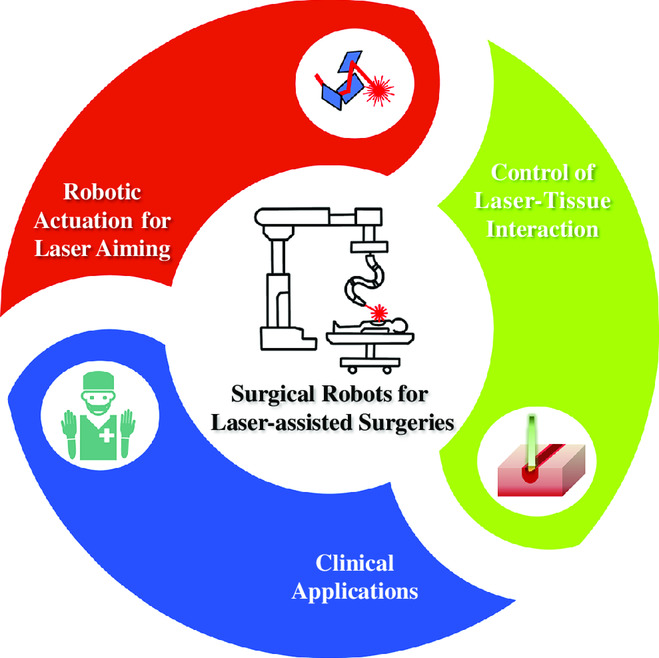 Robotic
Actuation for
Laser Aiming
Control of
Laser-Tissue
Interaction
Surgical Robots for
Laser-assisted Surgeries
Clinical
Applications